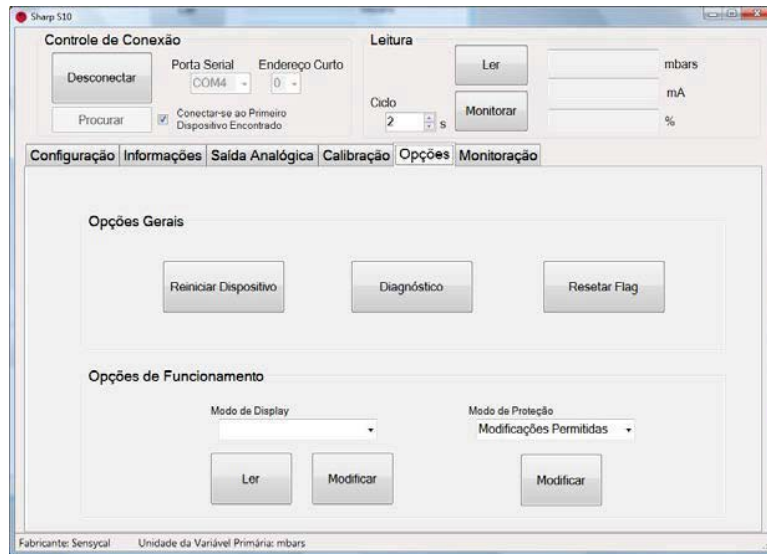 Sharp S10
Controle de Conexão
Leitura
Desconectar
Porta Serial
Endereço Curto
COM4
0
Procurar
Conectar-se ao Primeiro
Dispositivo Encontrado
Ciclo
2
s
Ler
Monitorar
mbars
mA
%
Configuração
Informações
Saída Analógica
Calibração
Opções
Monitoração
Opções Gerais
Reiniciar Dispositivo
Diagnóstico
Resetar Flag
Opções de Funcionamento
Modo de Display
Modo de Proteção
Modificações Permitidas
Ler
Modificar
Modificar
Fabricante: Sensycal
Unidade da Variável Primária: mbars